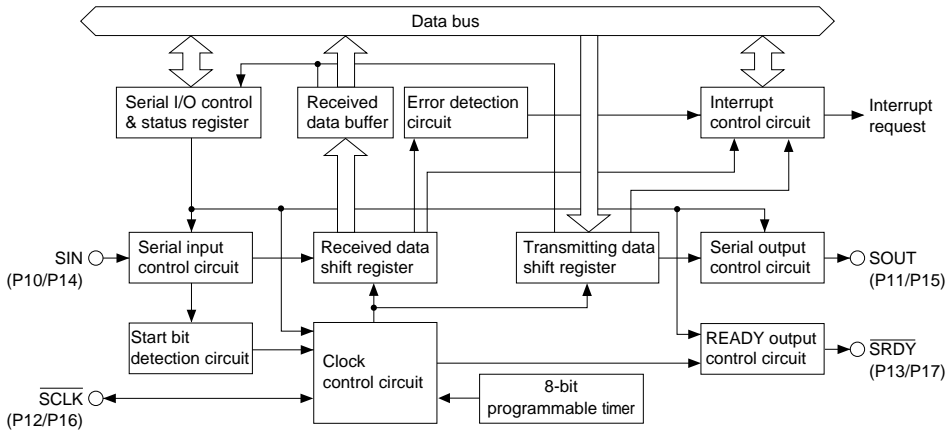 Data bus
Serial I/O control
& status register
Received
data buffer
Error detection
circuit
Interrupt
control circuit
Interrupt
request
SIN
(P10/P14)
Serial input
control circuit
Received data
shift register
Transmitting data
shift register
Serial output
control circuit
SOUT
(P11/P15)
Start bit
detection circuit
Clock
control circuit
READY output
control circuit
SRDY
(P13/P17)
SCLK
(P12/P16)
8-bit
programmable timer